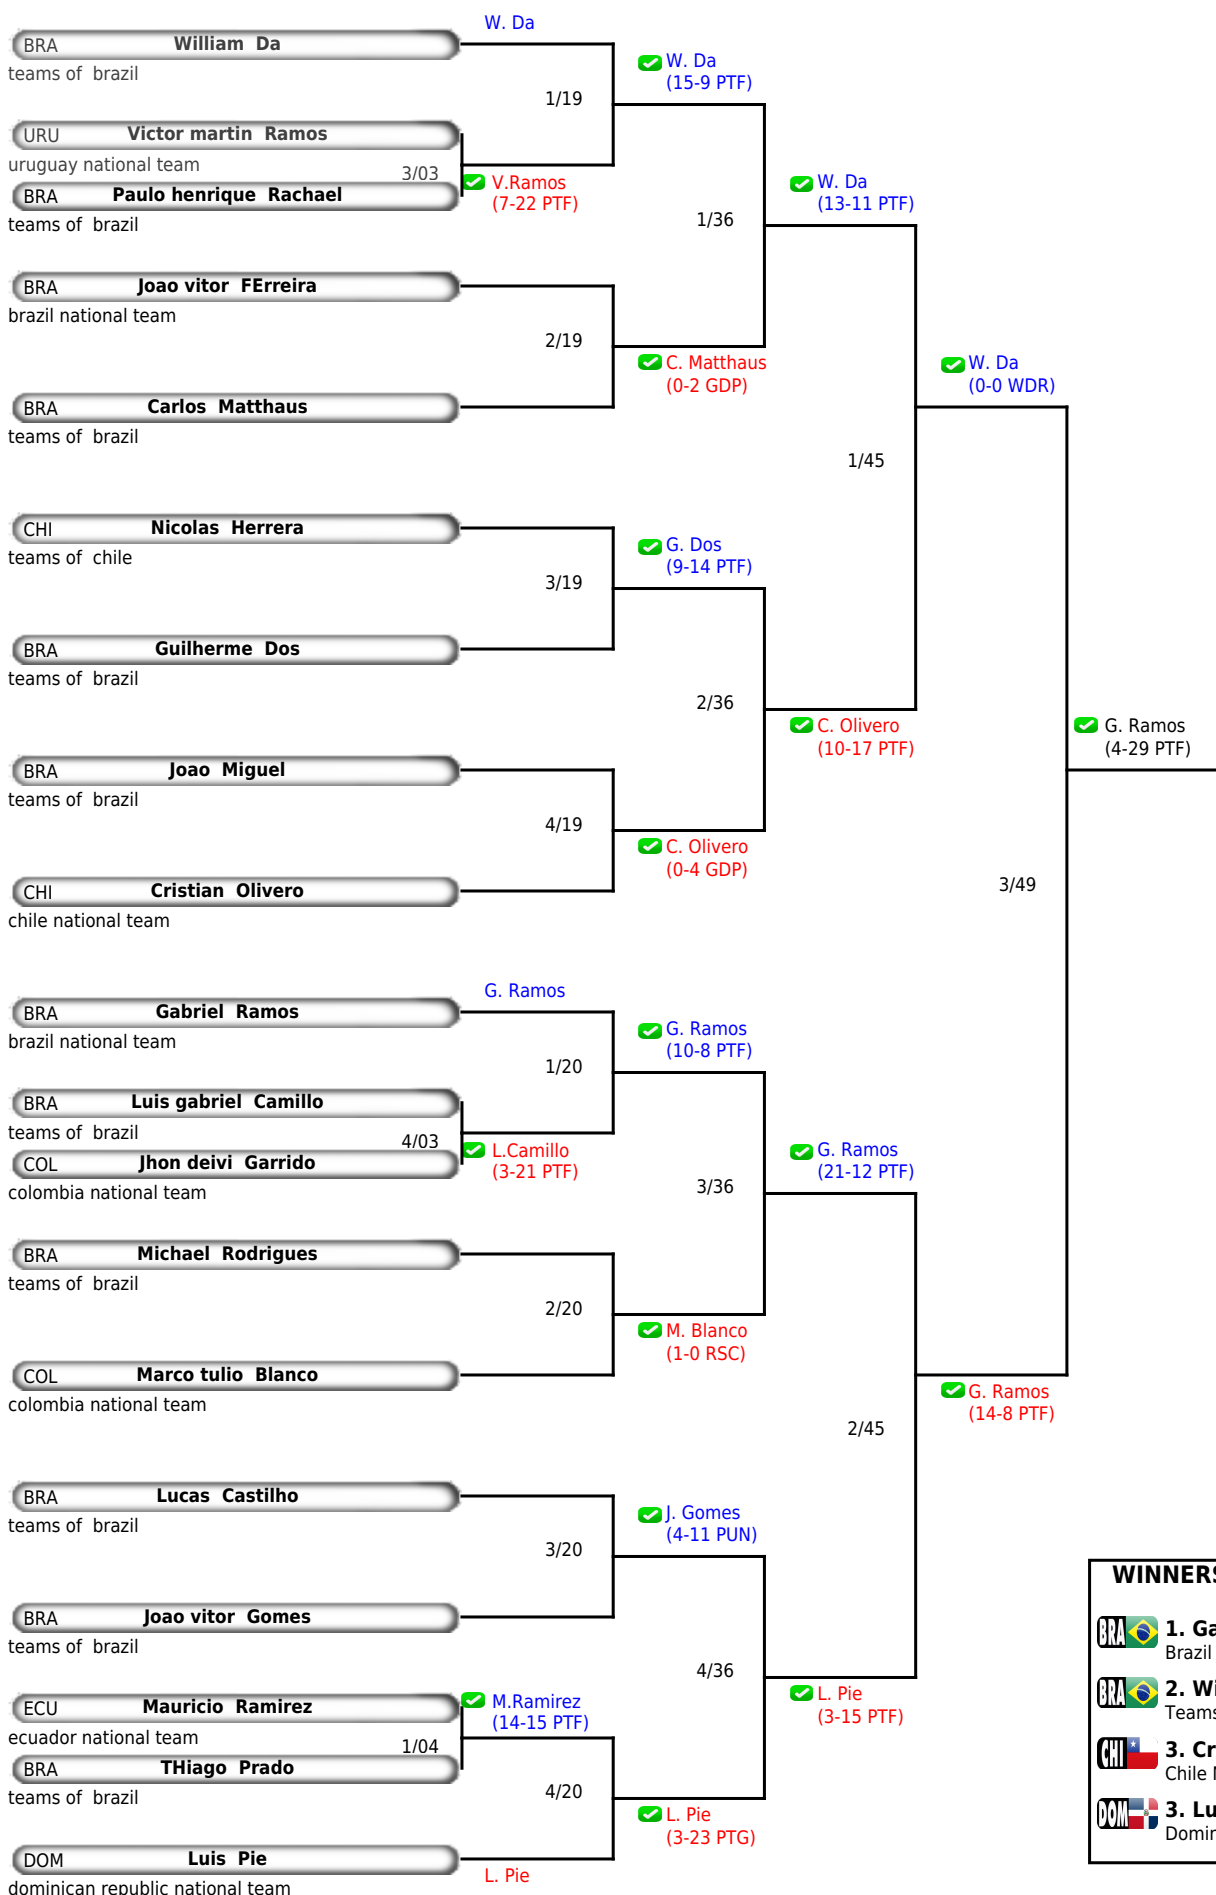 W. Da
BRA William Da
teams of brazil
W. Da
(15-9 PTF)
1/19
URU Victor martin Ramos
uruguay national team
3/03
V.Ramos
(7-22 PTF)
BRA Paulo henrique Rachael
teams of brazil
W. Da
(13-11 PTF)
1/36
BRA Joao vitor FErreira
brazil national team
2/19
C. Matthaus
(0-2 GDP)
BRA Carlos Matthaus
teams of brazil
W. Da
(0-0 WDR)
1/45
CHI Nicolas Herrera
teams of chile
G. Dos
(9-14 PTF)
3/19
BRA Guilherme Dos
teams of brazil
2/36
C. Olivero
(10-17 PTF)
G. Ramos
(4-29 PTF)
BRA Joao Miguel
teams of brazil
4/19
C. Olivero
(0-4 GDP)
3/49
CHI Cristian Olivero
chile national team
G. Ramos
BRA Gabriel Ramos
brazil national team
G. Ramos
(10-8 PTF)
1/20
BRA Luis gabriel Camillo
teams of brazil
4/03
L.Camillo
(3-21 PTF)
COL Jhon deivi Garrido
colombia national team
G. Ramos
(21-12 PTF)
3/36
BRA Michael Rodrigues
teams of brazil
2/20
M. Blanco
(1-0 RSC)
COL Marco tulio Blanco
colombia national team
G. Ramos
(14-8 PTF)
2/45
BRA Lucas Castilho
teams of brazil
J. Gomes
(4-11 PUN)
3/20
BRA Joao vitor Gomes
teams of brazil
4/36
L. Pie
(3-15 PTF)
ECU Mauricio Ramirez
ecuador national team
M.Ramirez
(14-15 PTF)
1/04
BRA THiago Prado
teams of brazil
4/20
L. Pie
(3-23 PTG)
DOM Luis Pie
dominican republic national team
L. Pie
WINNERS
BRA 1. Ga
Brazil
BRA 2. Wi
Teams
CHI 3. Cr
Chile N
DOM 3. Lu
Domin